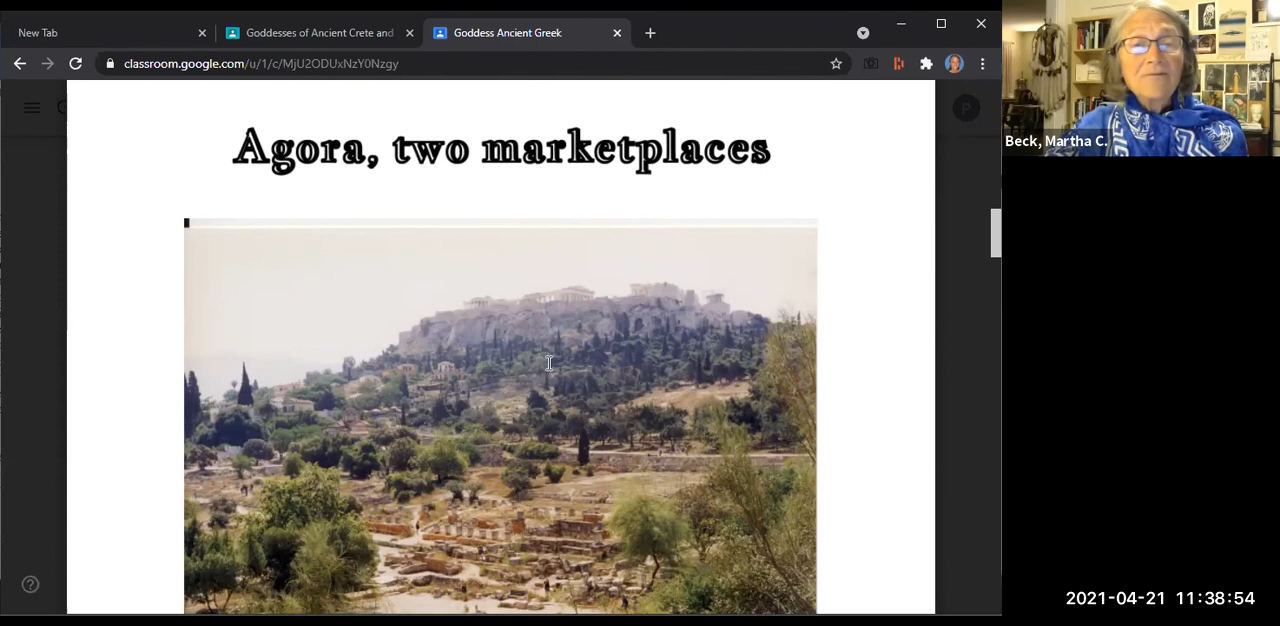 New Tab
Goddesses of Ancient Crete and
Goddess Ancient Greek
classroom.google.com/u/1/c/MjU2ODUxNzY0Nzgy
P
Agora, two marketplaces
Beck, Martha C.
2021-04-21 11:38:54